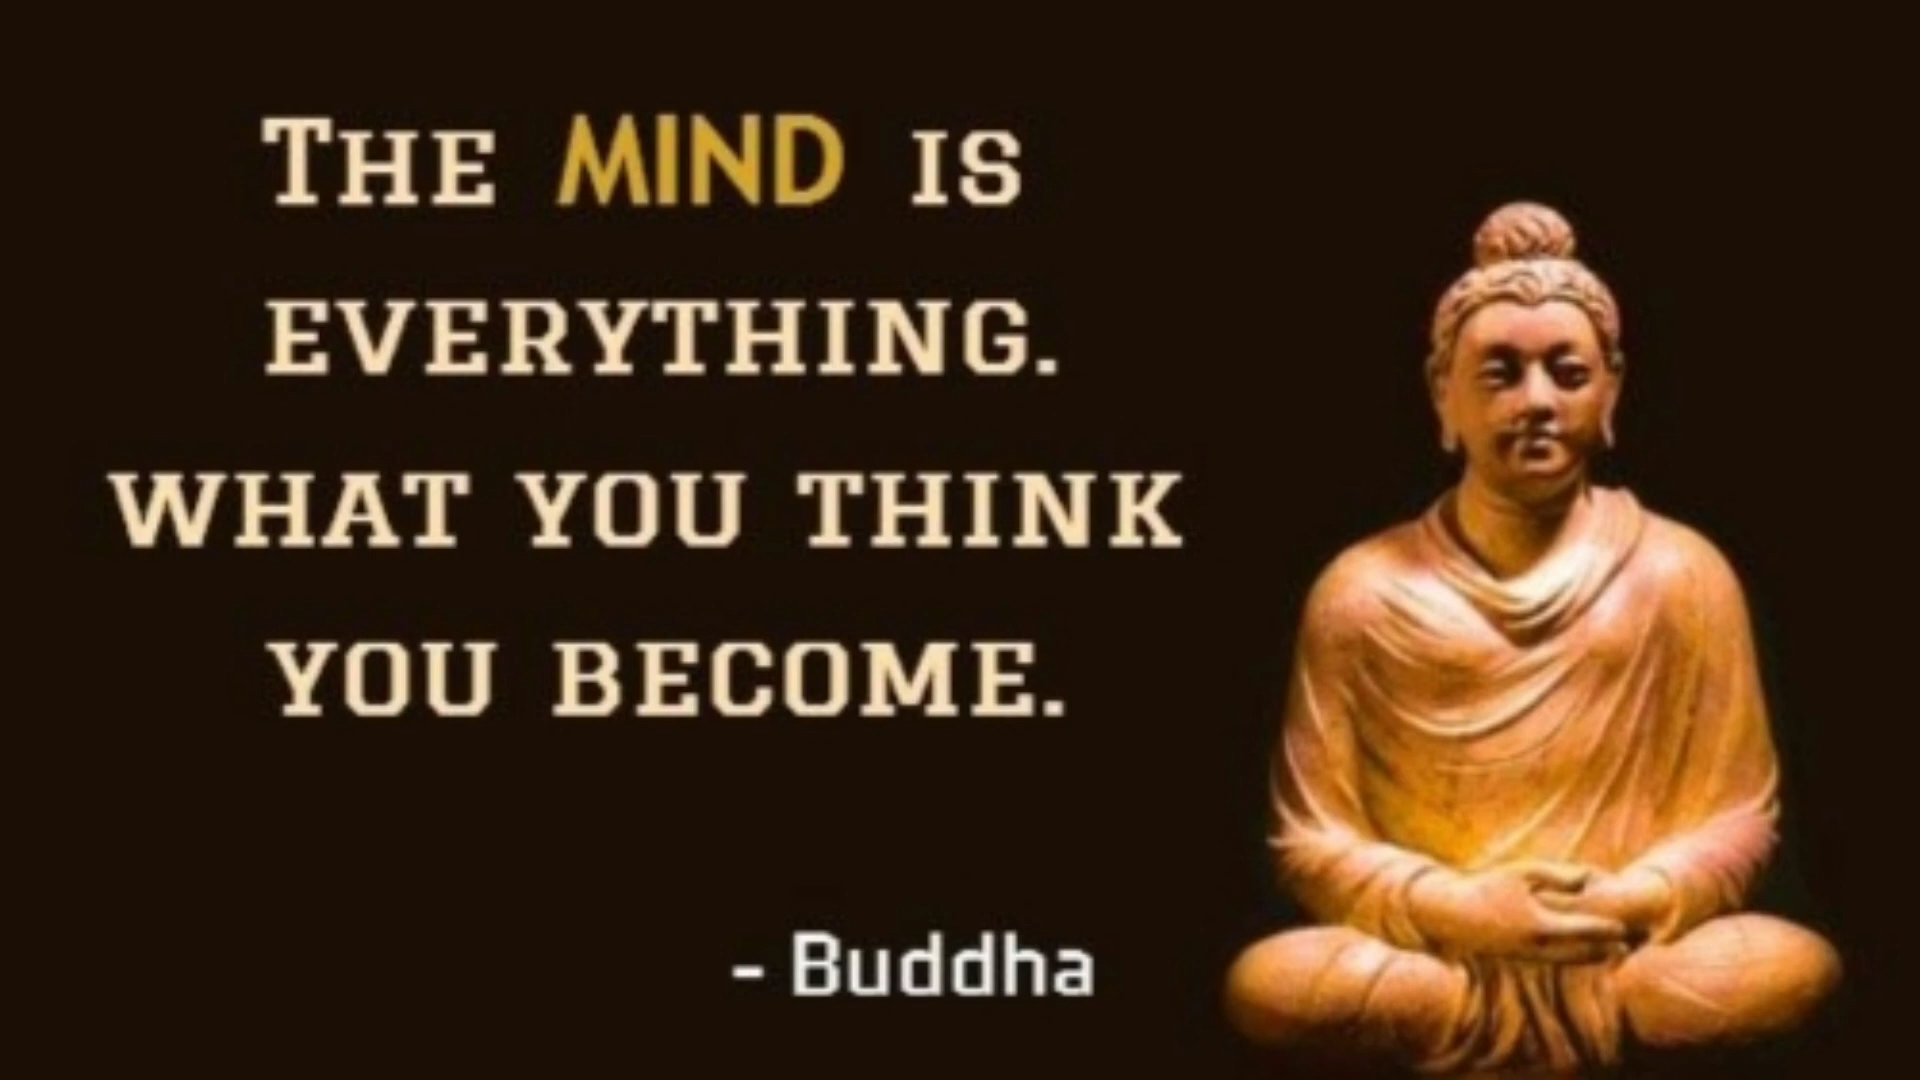 THE MIND IS
EVERYTHING.
WHAT YOU THINK
YOU BECOME.
- Buddha